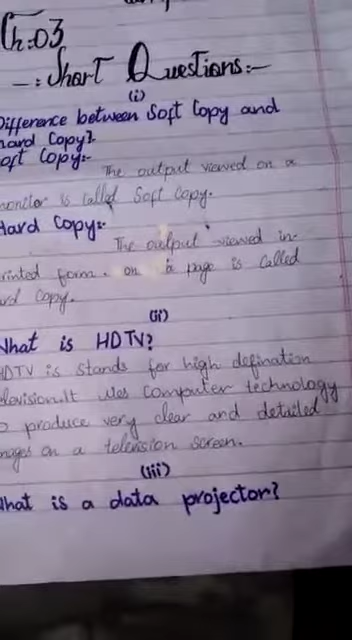 Ch:03
-: Short Questions:-
(i)
Difference between Soft Copy and
Hard Copy?
Soft Copy:-
The output viewed on a
monitor is called Soft Copy.
Hard Copy:-
The output viewed in
printed form. on a page is called
Hard Copy.
(ii)
What is HDTV?
HDTV is stands for high defination
television.It uses computer technology
to produce very clear and detailed
images on a telension screen.
(iii)
What is a data projector?